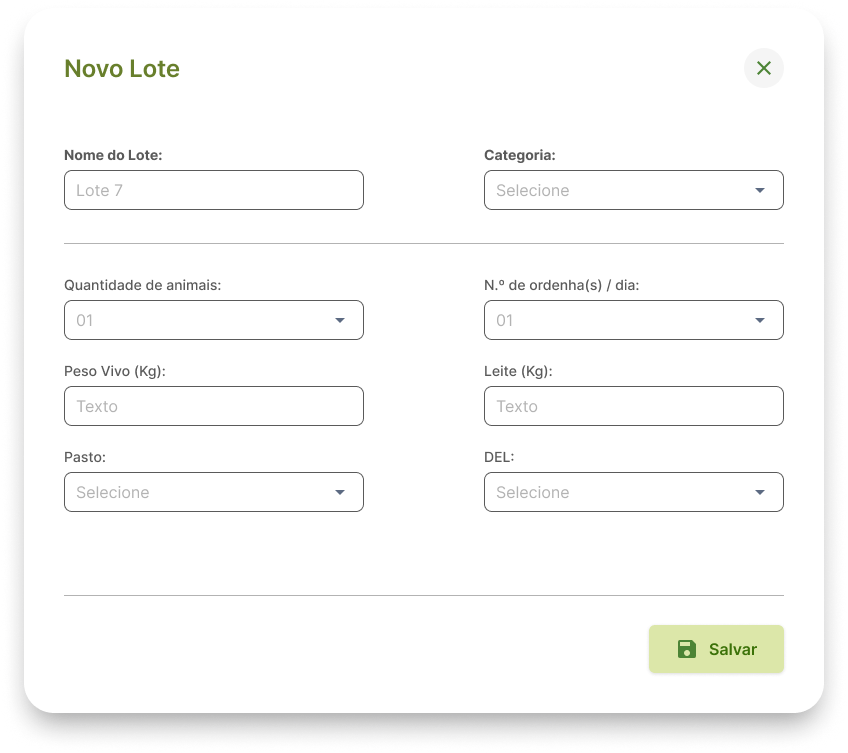 Novo Lote
Nome do Lote:
Categoria:
Lote 7
Selecione
Quantidade de animais:
N.º de ordenha(s) / dia:
01
01
Peso Vivo (Kg):
Leite (Kg):
Texto
Texto
Pasto:
DEL:
Selecione
Selecione
Salvar